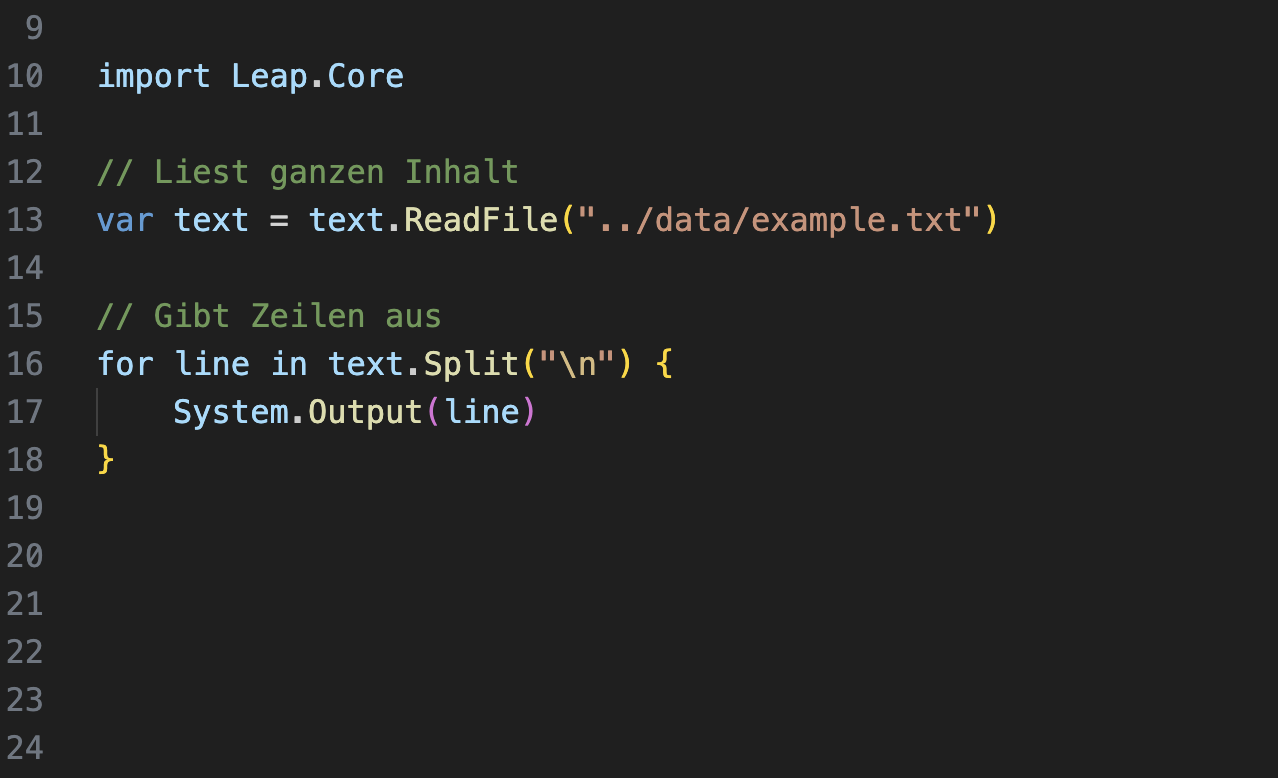 9
10 import Leap.Core
11
12 // Liest ganzen Inhalt
13 var text = text.ReadFile("../data/example.txt")
14
15 // Gibt Zeilen aus
16 for line in text.Split("\n") {
17     System.Output(line)
18 }
19
20
21
22
23
24